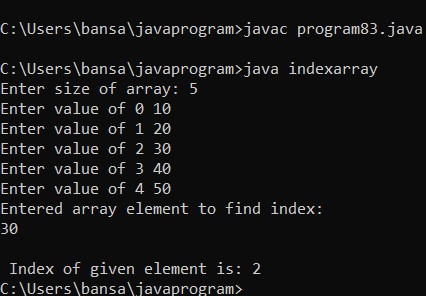 C:\Users\bansa\javaprogram>javac program83.java
C:\Users\bansa\javaprogram>java indexarray
Enter size of array: 5
Enter value of 0 10
Enter value of 1 20
Enter value of 2 30
Enter value of 3 40
Enter value of 4 50
Entered array element to find index:
30
Index of given element is: 2
C:\Users\bansa\javaprogram>